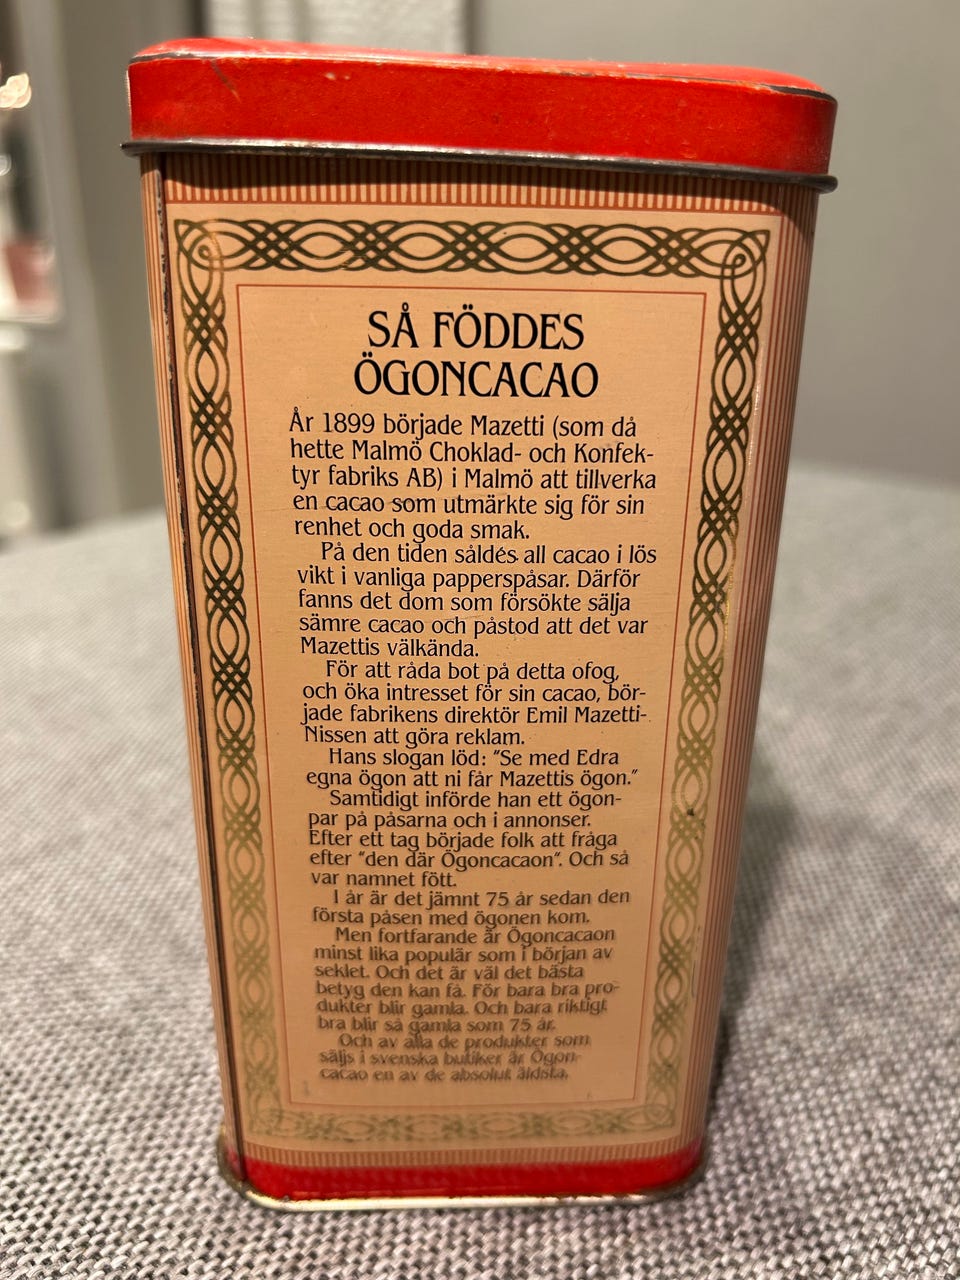 SÅ FÖDDES
ÖGONCACAO
År 1899 började Mazetti (som då
hette Malmö Choklad- och Konfek-
tyr fabriks AB) i Malmö att tillverka
en cacao som utmärkte sig för sin
renhet och goda smak.
På den tiden såldes all cacao i lös
vikt i vanliga papperspåsar. Därför
fanns det dom som försökte sälja
sämre cacao och påstod att det var
Mazettis välkända.
För att råda bot på detta ofog,
och öka intresset för sin cacao, bör-
jade fabrikens direktör Emil Mazetti-
Nissen att göra reklam.
Hans slogan löd: "Se med Edra
egna ögon att ni får Mazettis ögon."
Samtidigt införde han ett ögon-
par på påsarna och i annonser.
Efter ett tag började folk att fråga
efter "den där Ögoncacaon". Och så
var namnet fött.
I år är det jämnt 75 år sedan den
första påsen med ögonen kom.
Men fortfarande är Ögoncacaon
minst lika populär som i början av
seklet. Och det är väl det bästa
betyg den kan få. För bara bra pro-
dukter blir gamla. Och bara riktigt
bra blir så gamla som 75 år.
Och av alla de produkter som
säljs i svenska butiker är Ögon-
cacao en av de absolut äldsta.